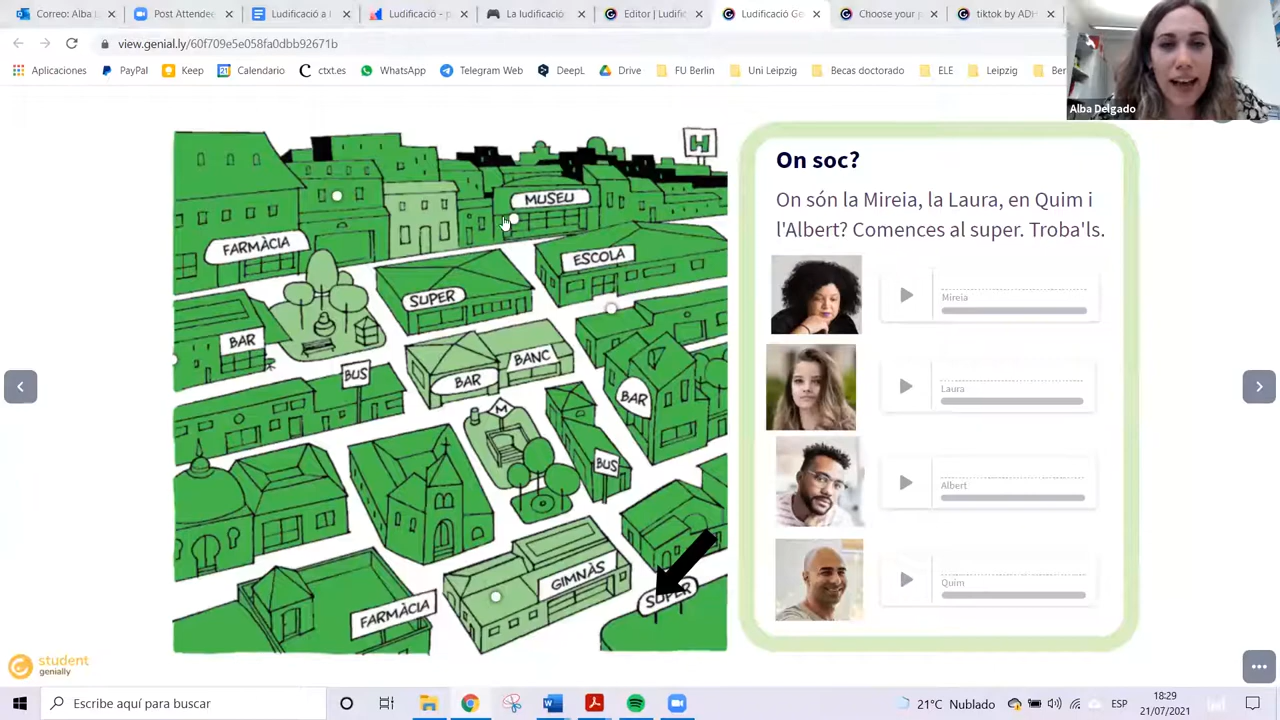 Correo: Alba D
Post Attendee
Ludificació a l
Ludificació - p
La ludificació
Editor | Ludific
Ludificació Ge
Choose your p
tiktok by ADH
view.genial.ly/60f709e5e058fa0dbb92671b
Aplicaciones
PayPal
Keep
Calendario
ctxt.es
WhatsApp
Telegram Web
DeepL
Drive
FU Berlin
Uni Leipzig
Becas doctorado
ELE
Leipzig
Ber
Alba Delgado
H
MUSEU
FARMÀCIA
ESCOLA
SUPER
BAR
BANC
BUS
BAR
BAR
M
BUS
GIMNÀS
SUPER
FARMÀCIA
On soc?
On són la Mireia, la Laura, en Quim i
l'Albert? Comences al super. Troba'ls.
Mireia
Laura
Albert
Quim
student
genially
Escribe aquí para buscar
21°C Nublado
ESP
18:29
21/07/2021